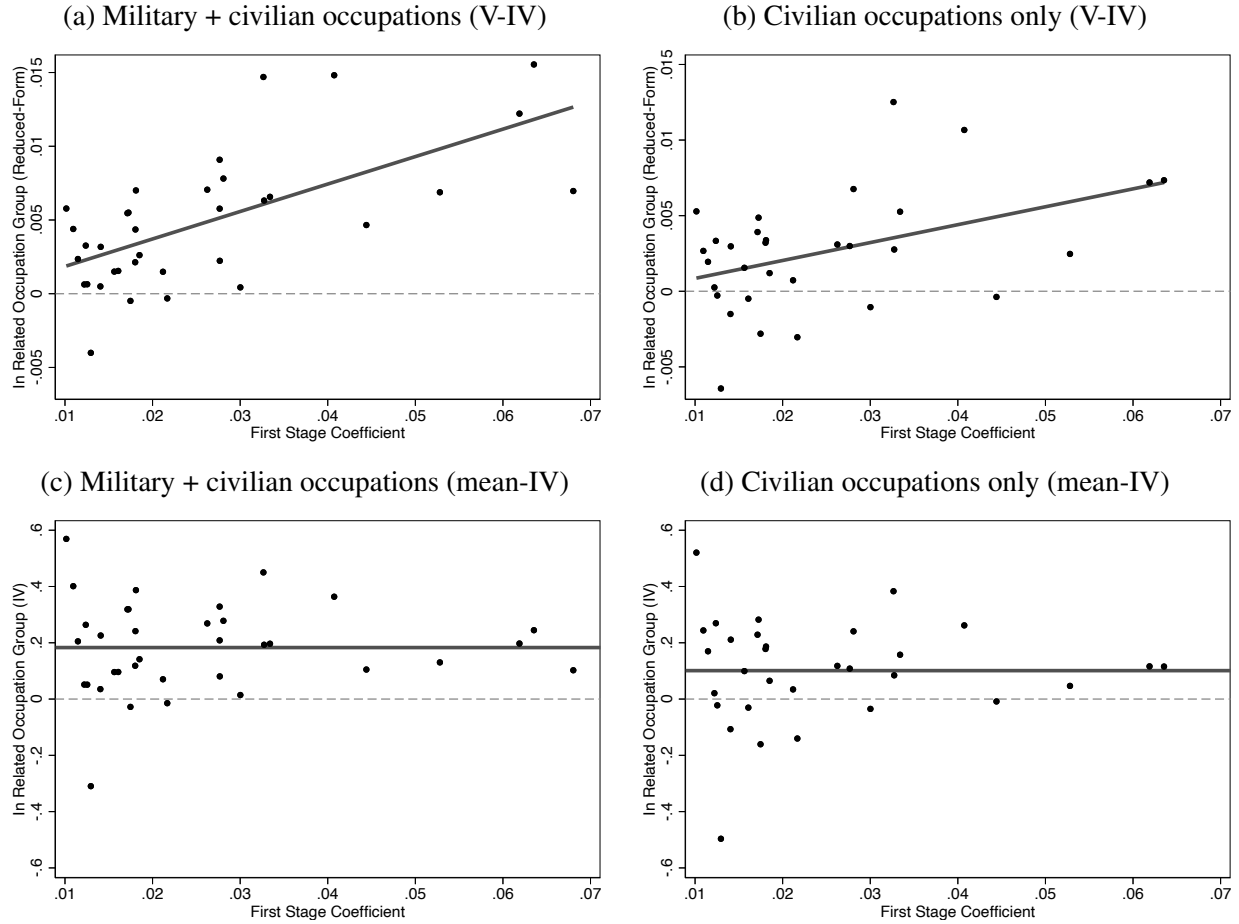 (a) Military + civilian occupations (V-IV)
In Related Occupation Group (Reduced-Form)
.015
.01
.005
0
-.005
.01 .02 .03 .04 .05 .06 .07
First Stage Coefficient
(b) Civilian occupations only (V-IV)
In Related Occupation Group (Reduced-Form)
.015
.01
.005
0
-.005
.01 .02 .03 .04 .05 .06 .07
First Stage Coefficient
(c) Military + civilian occupations (mean-IV)
In Related Occupation Group (IV)
.6
.4
.2
0
-.2
-.4
-.6
.01 .02 .03 .04 .05 .06 .07
First Stage Coefficient
(d) Civilian occupations only (mean-IV)
In Related Occupation Group (IV)
.6
.4
.2
0
-.2
-.4
-.6
.01 .02 .03 .04 .05 .06 .07
First Stage Coefficient